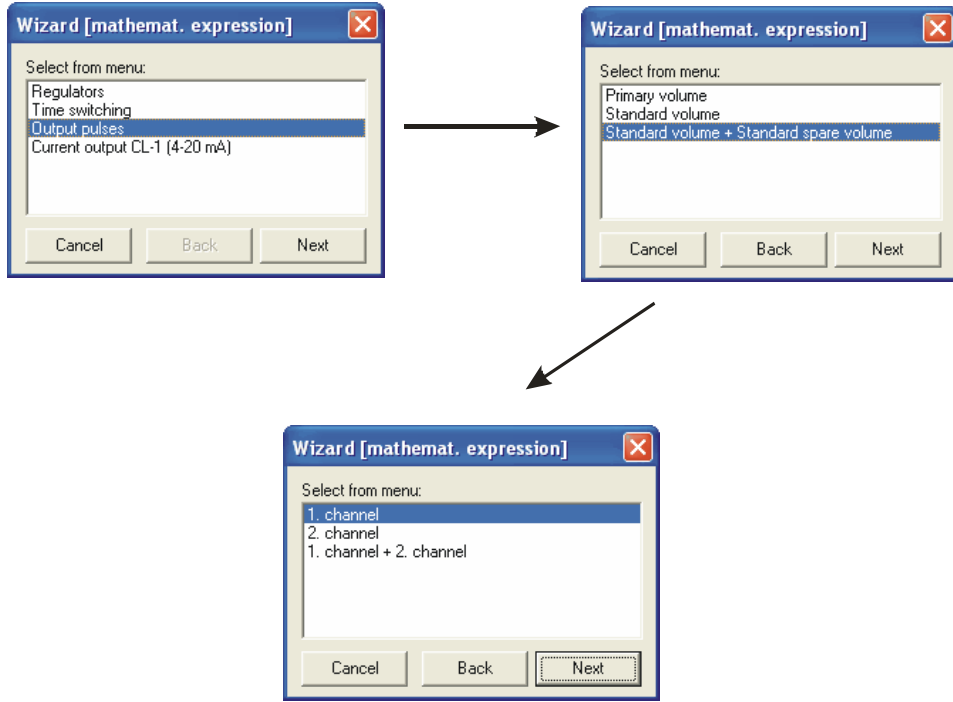 Wizard [mathemat. expression]
Select from menu:
Regulators
Time switching
Output pulses
Current output CL-1 (4-20 mA)
Cancel
Back
Next
Wizard [mathemat. expression]
Select from menu:
Primary volume
Standard volume
Standard volume + Standard spare volume
Cancel
Back
Next
Wizard [mathemat. expression]
Select from menu:
1. channel
2. channel
1. channel + 2. channel
Cancel
Back
Next